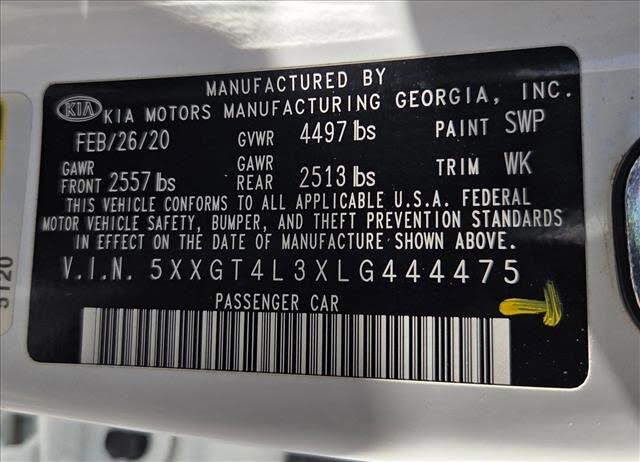 MANUFACTURED BY
KIA KIA MOTORS MANUFACTURING GEORGIA, INC.
FEB/26/20 GVWR 4497 lbs PAINT SWP
GAWR FRONT 2557 lbs GAWR REAR 2513 lbs TRIM WK
THIS VEHICLE CONFORMS TO ALL APPLICABLE U.S.A. FEDERAL
MOTOR VEHICLE SAFETY, BUMPER, AND THEFT PREVENTION STANDARDS
IN EFFECT ON THE DATE OF MANUFACTURE SHOWN ABOVE.
V.I.N. 5XXGT4L3XLG444475
PASSENGER CAR